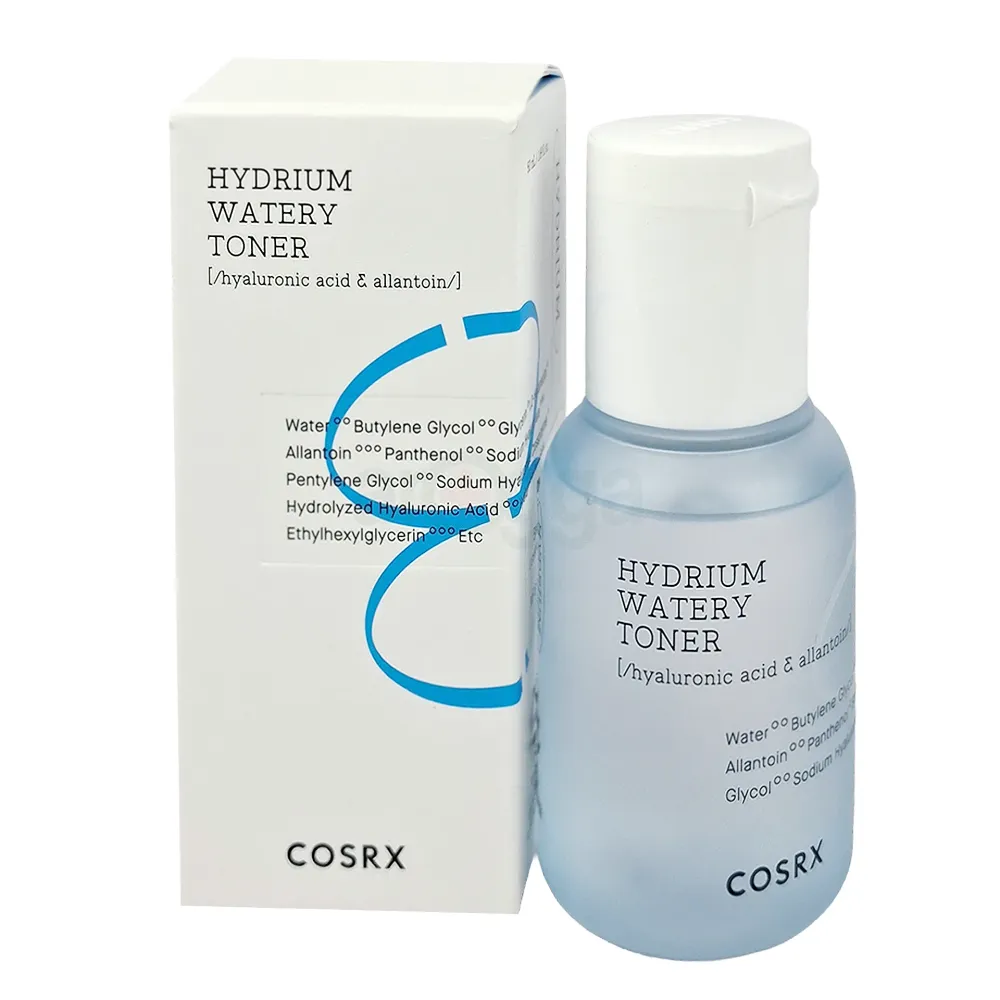 HYDRIUM
WATERY
TONER
[/hyaluronic acid & allantoin/]
Water°° Butylene Glycol°°
Allantoin°°° Panthenol°°
Pentylene Glycol°° Sodium
Hydrolyzed Hyaluronic Acid°°
Ethylhexylglycerin°°° Etc
COSRX
HYDRIUM
WATERY
TONER
[/hyaluronic acid & allantoin/]
Water°° Butylene
Allantoin°° Panthenol°
Glycol°° Sodium
COSRX